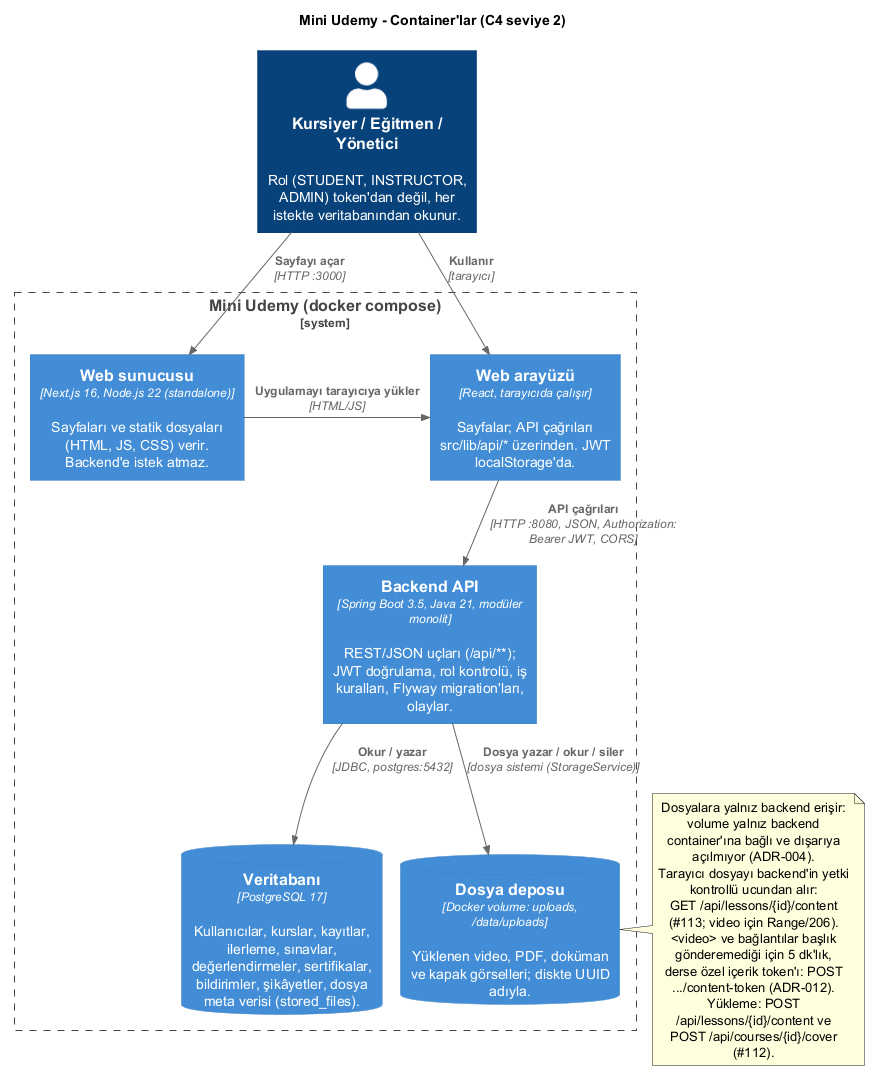 Mini Udemy - Container'lar (C4 seviye 2)
Kursiyer / Eğitmen /
Yönetici
Rol (STUDENT, INSTRUCTOR,
ADMIN) token'dan değil, her
istekte veritabanından okunur.
Sayfayı açar
[HTTP :3000]
Kullanır
[tarayıcı]
Mini Udemy (docker compose)
[system]
Web sunucusu
[Next.js 16, Node.js 22 (standalone)]
Sayfaları ve statik dosyaları
(HTML, JS, CSS) verir.
Backend'e istek atmaz.
Uygulamayı tarayıcıya yükler
[HTML/JS]
Web arayüzü
[React, tarayıcıda çalışır]
Sayfalar; API çağrıları
src/lib/api/* üzerinden. JWT
localStorage'da.
API çağrıları
[HTTP :8080, JSON, Authorization:
Bearer JWT, CORS]
Backend API
[Spring Boot 3.5, Java 21, modüler
monolit]
REST/JSON uçları (/api/**);
JWT doğrulama, rol kontrolü, iş
kuralları, Flyway migration'ları,
olaylar.
Okur / yazar
[JDBC, postgres:5432]
Dosya yazar / okur / siler
[dosya sistemi (StorageService)]
Veritabanı
[PostgreSQL 17]
Kullanıcılar, kurslar, kayıtlar,
ilerleme, sınavlar,
değerlendirmeler, sertifikalar,
bildirimler, şikâyetler, dosya
meta verisi (stored_files).
Dosya deposu
[Docker volume: uploads,
/data/uploads]
Yüklenen video, PDF, doküman
ve kapak görselleri; diskte UUID
adıyla.
Dosyalara yalnız backend erişir:
volume yalnız backend
container'ına bağlı ve dışarıya
açılmıyor (ADR-004).
Tarayıcı dosyayı backend'in yetki
kontrollü ucundan alır:
GET /api/lessons/{id}/content
(#113; video için Range/206).
<video> ve bağlantılar başlık
gönderemediği için 5 dk'lık,
derse özel içerik token'ı: POST
.../content-token (ADR-012).
Yükleme: POST
/api/lessons/{id}/content ve
POST /api/courses/{id}/cover
(#112).